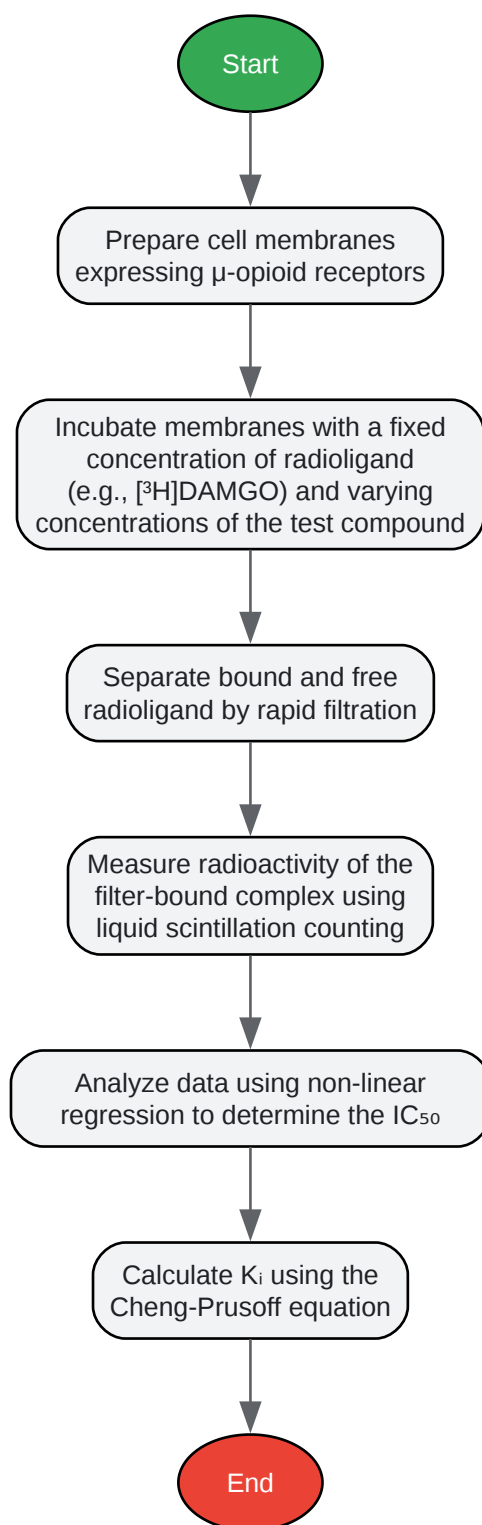 Start
Prepare cell membranes
expressing μ-opioid receptors
Incubate membranes with a fixed
concentration of radioligand
(e.g., [³H]DAMGO) and varying
concentrations of the test compound
Separate bound and free
radioligand by rapid filtration
Measure radioactivity of the
filter-bound complex using
liquid scintillation counting
Analyze data using non-linear
regression to determine the IC₅₀
Calculate Kᵢ using the
Cheng-Prusoff equation
End